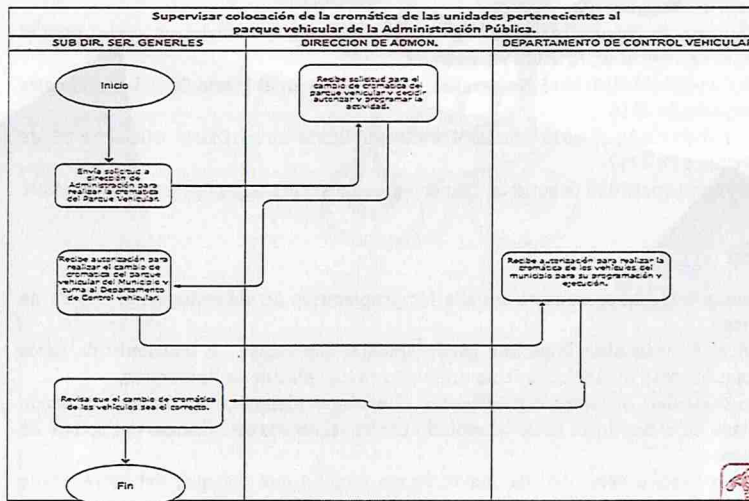 Supervisar colocación de la cromática de las unidades pertenecientes al
parque vehicular de la Administración Pública.
SUB DIR. SER. GENERLES
DIRECCION DE ADMON.
DEPARTAMENTO DE CONTROL VEHICULAR
Inicio
Recibe solicitud para el
cambio de cromática del
parque vehicular y decide
autorizar y programar la
actividad.
Envía solicitud a
dirección de
Administración para
cambiar la cromática
del Parque Vehicular.
Recibe autorización para
realizar el cambio de
cromática del parque
vehicular del Municipio y
turna al Departamento
de Control vehicular.
Recibe autorización para realizar la
cromática de los vehículos del
municipio para su programación y
ejecución.
Revisa que el cambio de cromática
de los vehículos sea el correcto.
Fin